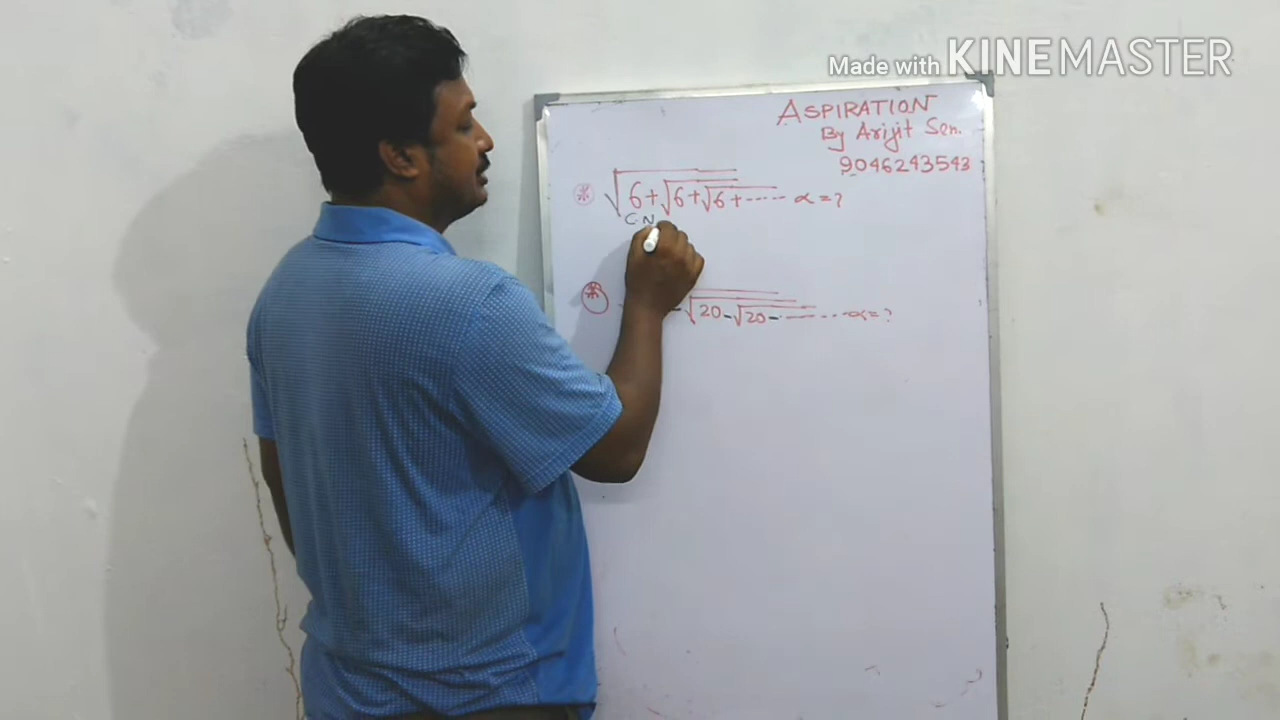 Made with KINEMASTER
ASPIRATION
By Arijit Sen.
9046243543
√6+√6+√6+...... α=?
C.N
-√20-√20-...... ...α=?